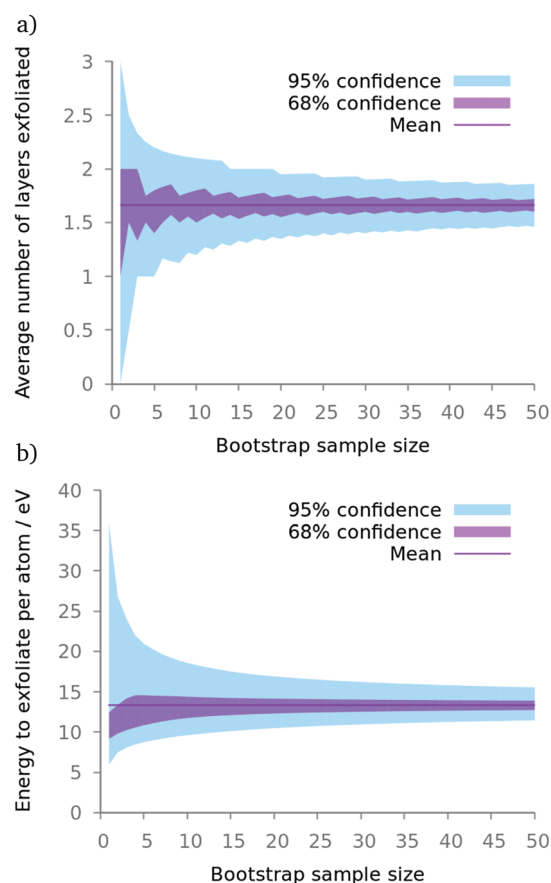 a)
Average number of layers exfoliated
3
2.5
2
1.5
1
0.5
0
95% confidence
68% confidence
Mean
0 5 10 15 20 25 30 35 40 45 50
Bootstrap sample size
b)
Energy to exfoliate per atom / eV
40
35
30
25
20
15
10
5
0
95% confidence
68% confidence
Mean
0 5 10 15 20 25 30 35 40 45 50
Bootstrap sample size